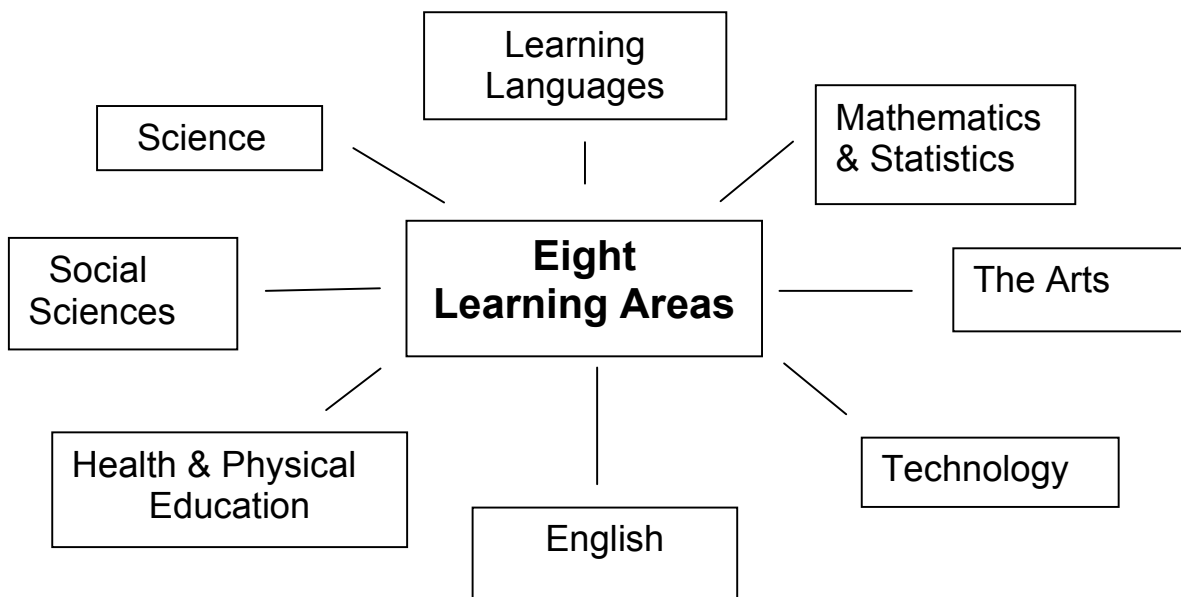 Learning
Languages
Science
Mathematics
& Statistics
Eight
Learning Areas
Social
Sciences
The Arts
Health & Physical
Education
Technology
English